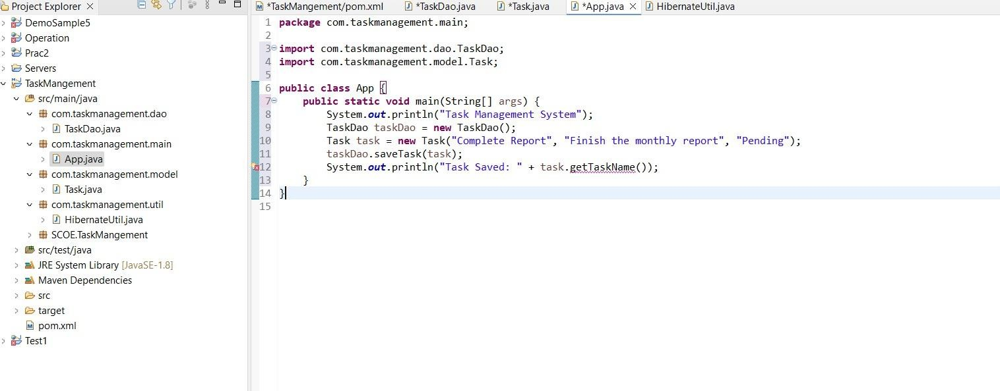 Project Explorer
*TaskMangement/pom.xml
*TaskDao.java
*Task.java
*App.java
HibernateUtil.java
DemoSample5
Operation
Prac2
Servers
TaskMangement
src/main/java
com.taskmanagement.dao
TaskDao.java
com.taskmanagement.main
App.java
com.taskmanagement.model
Task.java
com.taskmanagement.util
HibernateUtil.java
SCOE.TaskMangement
src/test/java
JRE System Library [JavaSE-1.8]
Maven Dependencies
src
target
pom.xml
Test1
1 package com.taskmanagement.main;
2
3 import com.taskmanagement.dao.TaskDao;
4 import com.taskmanagement.model.Task;
5
6 public class App {
7 public static void main(String[] args) {
8 System.out.println("Task Management System");
9 TaskDao taskDao = new TaskDao();
10 Task task = new Task("Complete Report", "Finish the monthly report", "Pending");
11 taskDao.saveTask(task);
12 System.out.println("Task Saved: " + task.getTaskName());
13 }
14 }
15